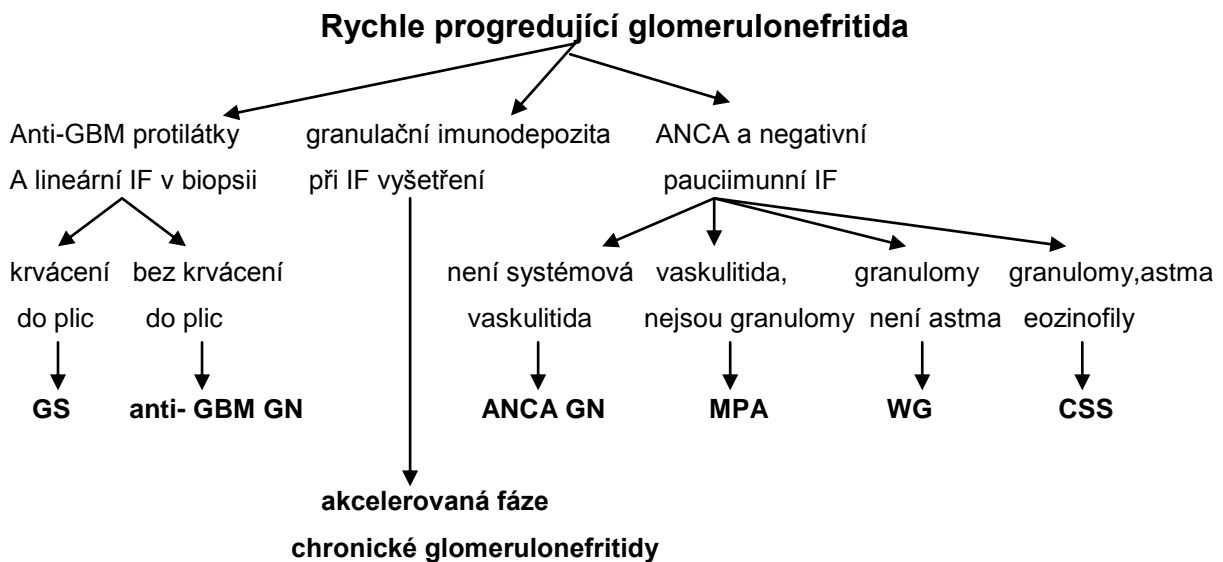 Rychle progredující glomerulonefritida
Anti-GBM protilátky
A lineární IF v biopsii
granulační imunodepozita
při IF vyšetření
ANCA a negativní
pauciimunní IF
krvácení
do plic
bez krvácení
do plic
není systémová
vaskulitida
vaskulitida,
nejsou granulomy
granulomy
není astma
granulomy,astma
eozinofily
GS
anti- GBM GN
ANCA GN
MPA
WG
CSS
akcelerovaná fáze
chronické glomerulonefritidy